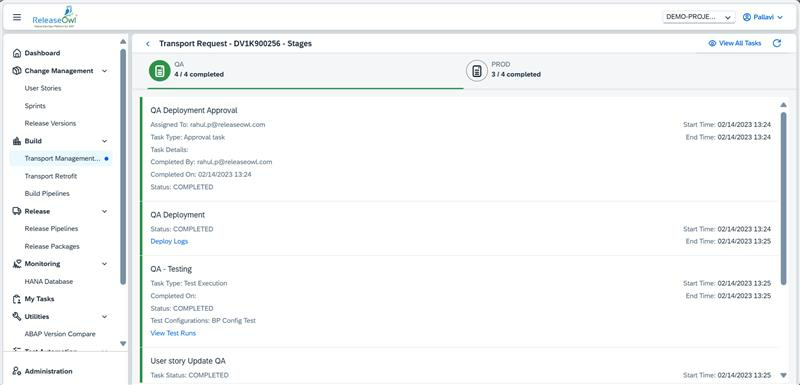 ReleaseOwl
DEMO-PROJE...
Pallavi
Dashboard
Change Management
User Stories
Sprints
Release Versions
Build
Transport Management...
Transport Retrofit
Build Pipelines
Release
Release Pipelines
Release Packages
Monitoring
HANA Database
My Tasks
Utilities
ABAP Version Compare
Test Automation
Administration
Transport Request - DV1K900256 - Stages
View All Tasks
QA
4 / 4 completed
PROD
3 / 4 completed
QA Deployment Approval
Assigned To: rahul.p@releaseowl.com
Start Time: 02/14/2023 13:24
Task Type: Approval task
End Time: 02/14/2023 13:24
Task Details:
Completed By: rahul.p@releaseowl.com
Completed On: 02/14/2023 13:24
Status: COMPLETED
QA Deployment
Status: COMPLETED
Start Time: 02/14/2023 13:24
Deploy Logs
End Time: 02/14/2023 13:25
QA - Testing
Task Type: Test Execution
Start Time: 02/14/2023 13:25
Completed On:
End Time: 02/14/2023 13:25
Status: COMPLETED
Test Configurations: BP Config Test
View Test Runs
User story Update QA
Task Status: COMPLETED
Start Time: 02/14/2023 13:25